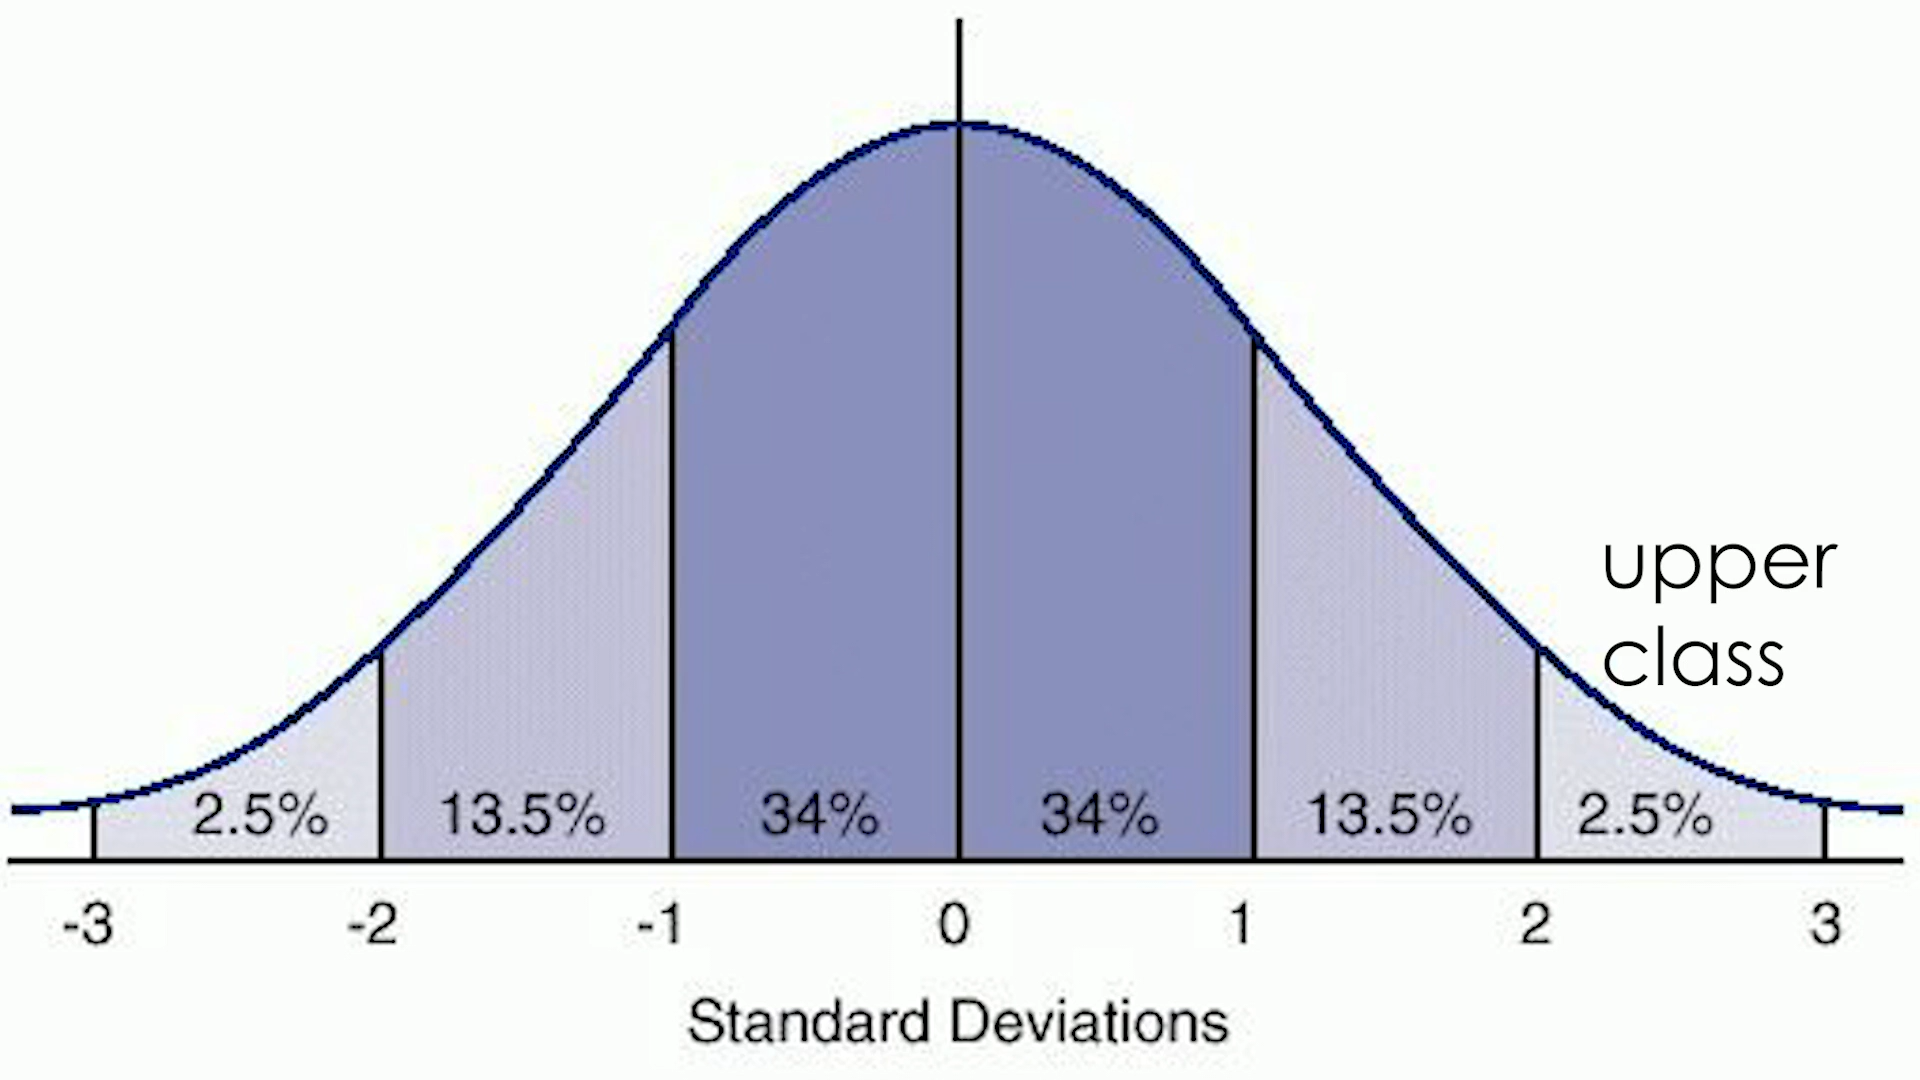 upper
class
2.5% 13.5% 34% 34% 13.5% 2.5%
-3 -2 -1 0 1 2 3
Standard Deviations